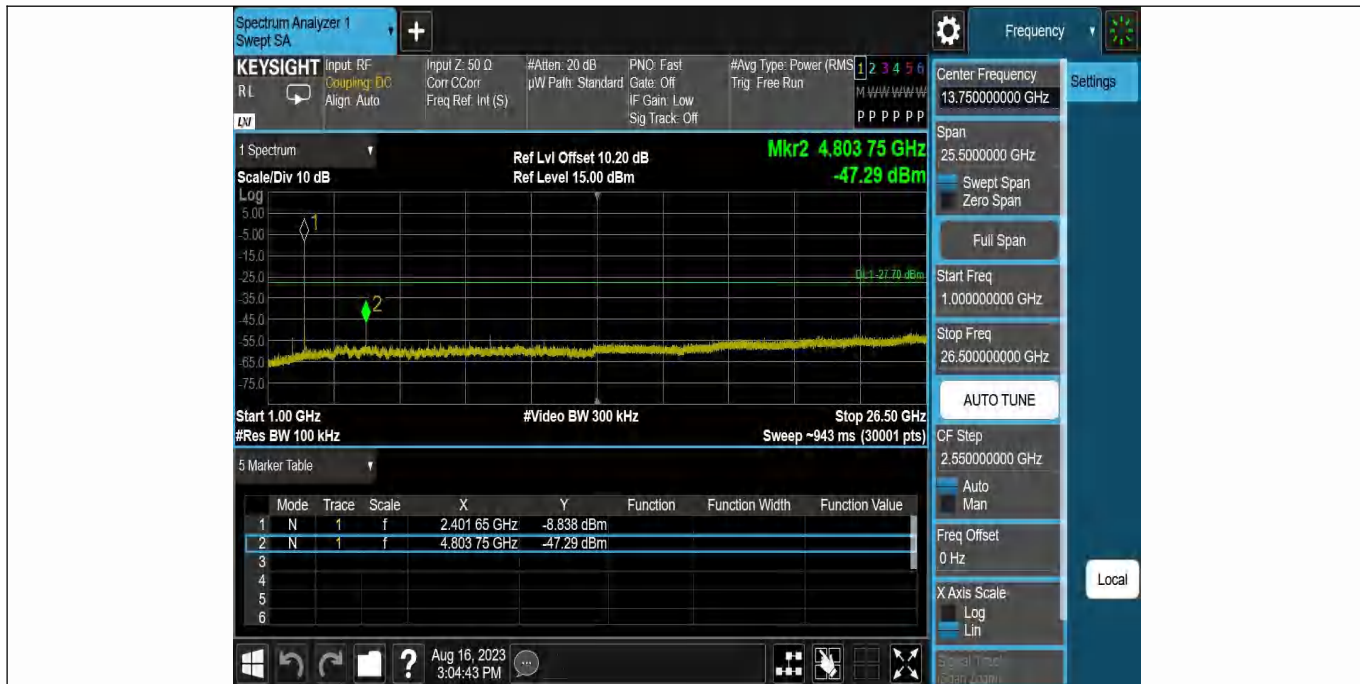 Spectrum Analyzer 1
Swept SA
+
Frequency
KEYSIGHT
RL
LXI
Input: RF
Coupling: DC
Align: Auto
Input Z: 50 Ω
Corr CCorr
Freq Ref: Int (S)
#Atten: 20 dB
µW Path: Standard
PNO: Fast
Gate: Off
IF Gain: Low
Sig Track: Off
#Avg Type: Power (RMS
Trig: Free Run
1 2 3 4 5 6
M W W W W W
P P P P P P
1 Spectrum
Scale/Div 10 dB
Ref Lvl Offset 10.20 dB
Ref Level 15.00 dBm
Mkr2 4.803 75 GHz
-47.29 dBm
Log
5.00
-5.00
-15.0
-25.0
-35.0
-45.0
-55.0
-65.0
-75.0
1
2
DL1 -27.70 dBm
Start 1.00 GHz
#Res BW 100 kHz
#Video BW 300 kHz
Stop 26.50 GHz
Sweep ~943 ms (30001 pts)
5 Marker Table
Mode Trace Scale X Y Function Function Width Function Value
1 N 1 f 2.401 65 GHz -8.838 dBm
2 N 1 f 4.803 75 GHz -47.29 dBm
3
4
5
6
?
Aug 16, 2023
3:04:43 PM
Center Frequency
13.750000000 GHz
Settings
Span
25.5000000 GHz
Swept Span
Zero Span
Full Span
Start Freq
1.000000000 GHz
Stop Freq
26.500000000 GHz
AUTO TUNE
CF Step
2.550000000 GHz
Auto
Man
Freq Offset
0 Hz
X Axis Scale
Log
Lin
Local
Signal Track
(Span Zoom)